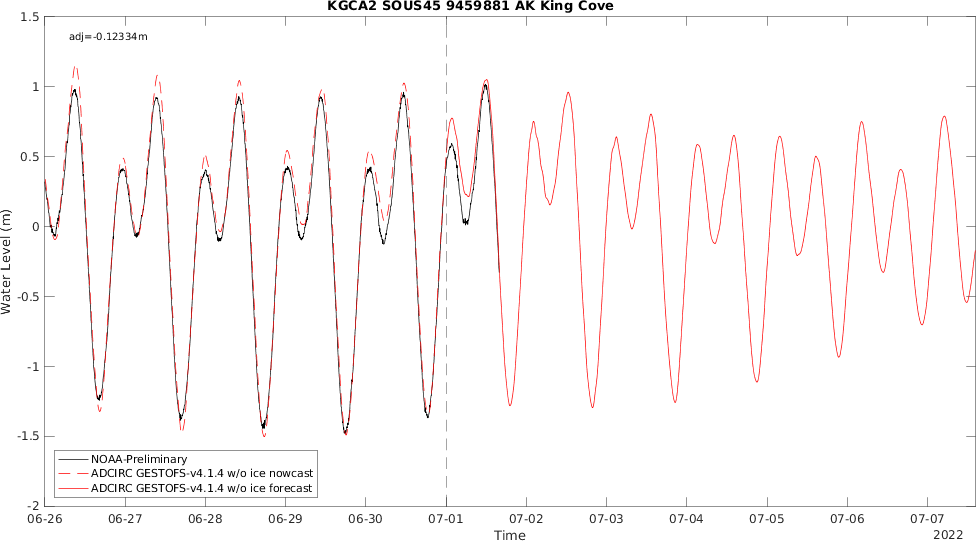 KGCA2 SOUS45 9459881 AK King Cove
adj=-0.12334m
1.5
1
0.5
0
-0.5
-1
-1.5
-2
Water Level (m)
NOAA-Preliminary
ADCIRC GESTOFS-v4.1.4 w/o ice nowcast
ADCIRC GESTOFS-v4.1.4 w/o ice forecast
06-26 06-27 06-28 06-29 06-30 07-01 07-02 07-03 07-04 07-05 07-06 07-07
Time
2022